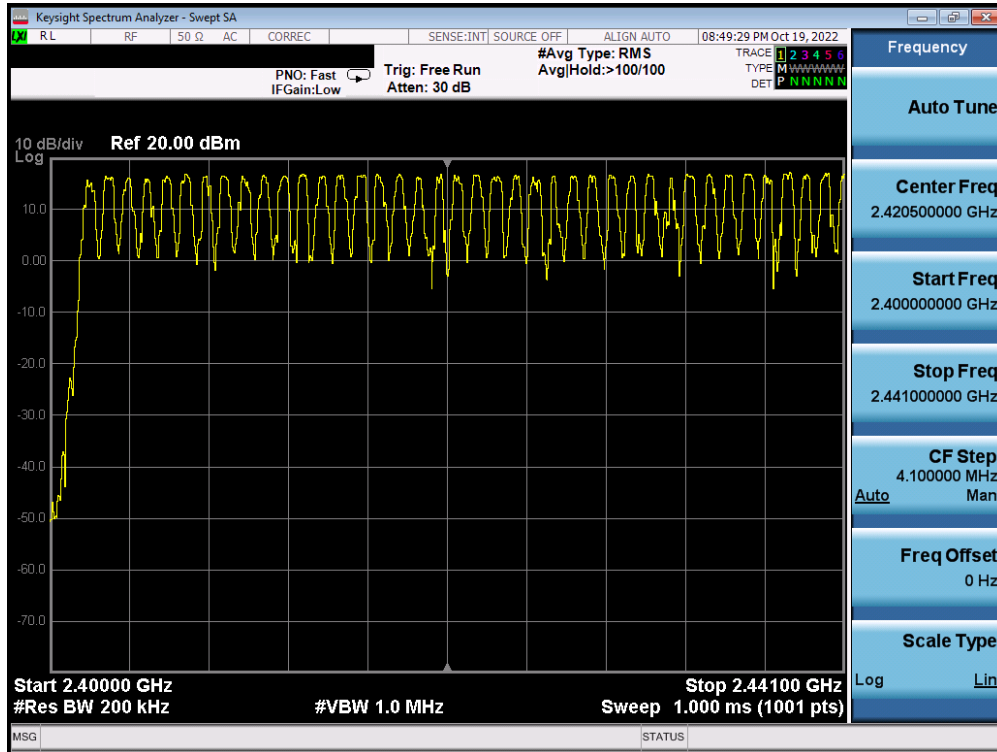 Keysight Spectrum Analyzer - Swept SA
LXI RL RF 50 Ω AC CORREC SENSE:INT SOURCE OFF ALIGN AUTO 08:49:29 PM Oct 19, 2022
PNO: Fast
IFGain:Low
Trig: Free Run
Atten: 30 dB
#Avg Type: RMS
Avg|Hold:>100/100
TRACE 1 2 3 4 5 6
TYPE M WWWWW
DET P N N N N N
10 dB/div
Log
Ref 20.00 dBm
10.0
0.00
-10.0
-20.0
-30.0
-40.0
-50.0
-60.0
-70.0
Start 2.40000 GHz
Stop 2.44100 GHz
#Res BW 200 kHz
#VBW 1.0 MHz
Sweep 1.000 ms (1001 pts)
MSG
STATUS
Frequency
Auto Tune
Center Freq
2.420500000 GHz
Start Freq
2.400000000 GHz
Stop Freq
2.441000000 GHz
CF Step
4.100000 MHz
Auto Man
Freq Offset
0 Hz
Scale Type
Log Lin